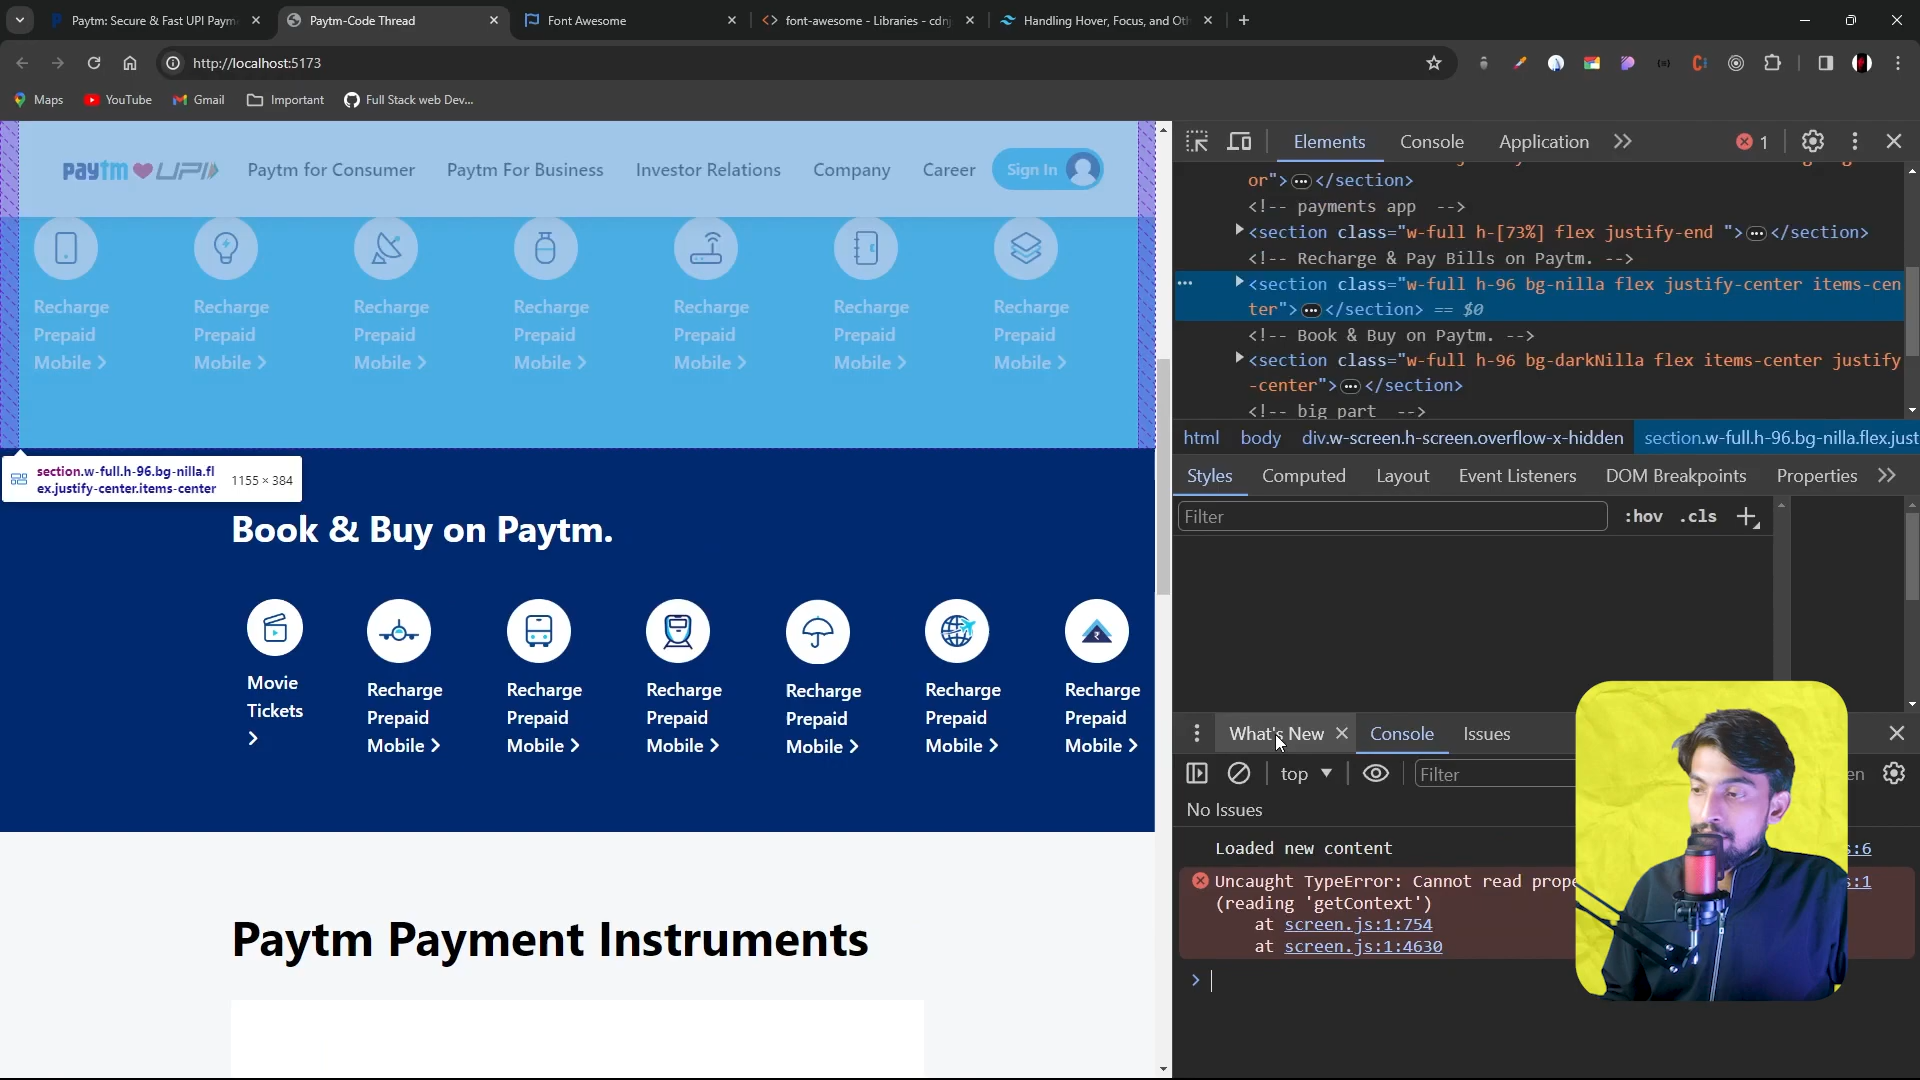 Paytm: Secure & Fast UPI Paym
Paytm-Code Thread
Font Awesome
font-awesome - Libraries - cdnj
Handling Hover, Focus, and Oth
http://localhost:5173
Maps
YouTube
Gmail
Important
Full Stack web Dev...
paytm UPI
Paytm for Consumer
Paytm For Business
Investor Relations
Company
Career
Sign In
Recharge Recharge Recharge Recharge Recharge Recharge Recharge
Prepaid Prepaid Prepaid Prepaid Prepaid Prepaid Prepaid
Mobile > Mobile > Mobile > Mobile > Mobile > Mobile > Mobile >
section.w-full.h-96.bg-nilla.fl
ex.justify-center.items-center
1155 × 384
Book & Buy on Paytm.
Movie
Tickets
>
Recharge Recharge Recharge Recharge Recharge Recharge
Prepaid Prepaid Prepaid Prepaid Prepaid Prepaid
Mobile > Mobile > Mobile > Mobile > Mobile > Mobile >
Paytm Payment Instruments
Elements Console Application
1
or">…</section>
<!-- payments app -->
<section class="w-full h-[73%] flex justify-end ">…</section>
<!-- Recharge & Pay Bills on Paytm. -->
<section class="w-full h-96 bg-nilla flex justify-center items-cen
ter">…</section> == $0
<!-- Book & Buy on Paytm. -->
<section class="w-full h-96 bg-darkNilla flex items-center justify
-center">…</section>
<!-- big part -->
html body div.w-screen.h-screen.overflow-x-hidden section.w-full.h-96.bg-nilla.flex.just
Styles Computed Layout Event Listeners DOM Breakpoints Properties
Filter
:hov .cls
What's New
Console
Issues
top
Filter
No Issues
Loaded new content
s:6
Uncaught TypeError: Cannot read prope
s:1
(reading 'getContext')
at screen.js:1:754
at screen.js:1:4630
>